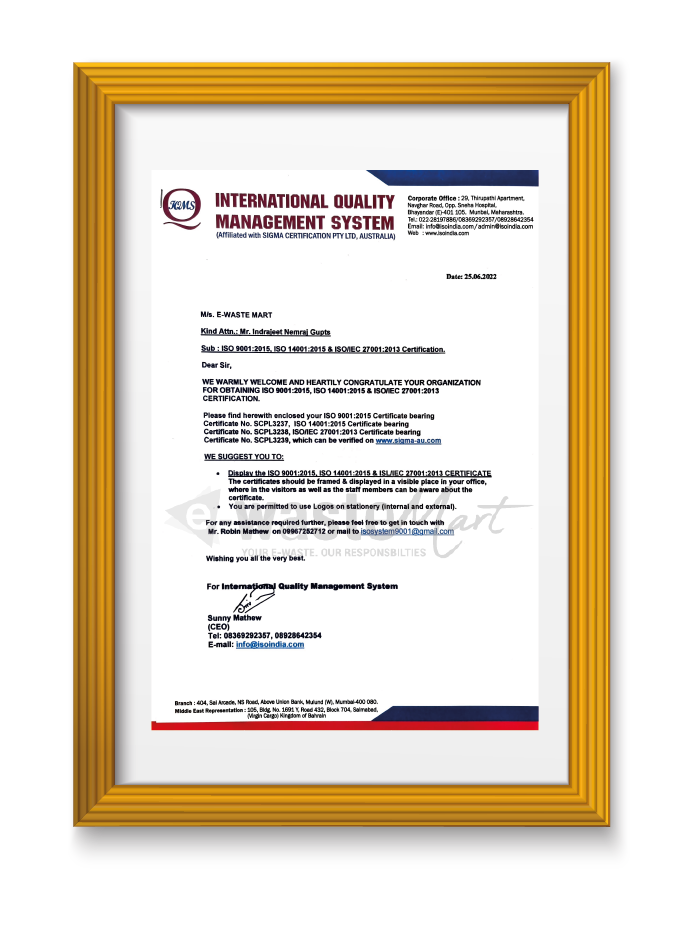 IQMS
INTERNATIONAL QUALITY
MANAGEMENT SYSTEM
(Affiliated with SIGMA CERTIFICATION PTY LTD, AUSTRALIA)
Corporate Office : 29, Thirupathi Apartment,
Navghar Road, Opp. Sneha Hospital,
Bhayandar (E)-401 105. Munbai, Maharashtra.
Tel.: 022-28197886/08369292357/08928642354
Email: info@isoindia.com/admin@isoindia.com
Web : www.isoindia.com
Date: 25.06.2022
M/s. E-WASTE MART
Kind Attn.: Mr. Indrajeet Nemraj Gupts
Sub : ISO 9001:2015, ISO 14001:2015 & ISO/IEC 27001:2013 Certification.
Dear Sir,
WE WARMLY WELCOME AND HEARTILY CONGRATULATE YOUR ORGANIZATION
FOR OBTAINING ISO 9001:2015, ISO 14001:2015 & ISO/IEC 27001:2013
CERTIFICATION.
Please find herewith enclosed your ISO 9001:2015 Certificate bearing
Certificate No. SCPL3237, ISO 14001:2015 Certificate bearing
Certificate No. SCPL3238, ISO/IEC 27001:2013 Certificate bearing
Certificate No. SCPL3239, which can be verified on www.sigma-au.com
WE SUGGEST YOU TO:
• Display the ISO 9001:2015, ISO 14001:2015 & ISL/IEC 27001:2013 CERTIFICATE
The certificates should be framed & displayed in a visible place in your office,
where in the visitors as well as the staff members can be aware about the
certificate.
• You are permitted to use Logos on stationery (internal and external).
e wasto Mart
For any assistance required further, please feel free to get in touch with
Mr. Robin Mathew on 09967252712 or mail to isosystem9001@gmail.com
YOUR E-WASTE. OUR RESPONSBILTIES
Wishing you all the very best.
For International Quality Management System
Sunny Mathew
(CEO)
Tel: 08369292357, 08928642354
E-mail: info@isoindia.com
Branch : 404, Sai Arcade, NS Road, Above Union Bank, Mulund (W), Mumbai-400 080.
Middle East Representation : 105, Bldg. No. 1691 Y, Road 432, Block 704, Salmabad,
(Virgin Cargo) Kingdom of Bahrain